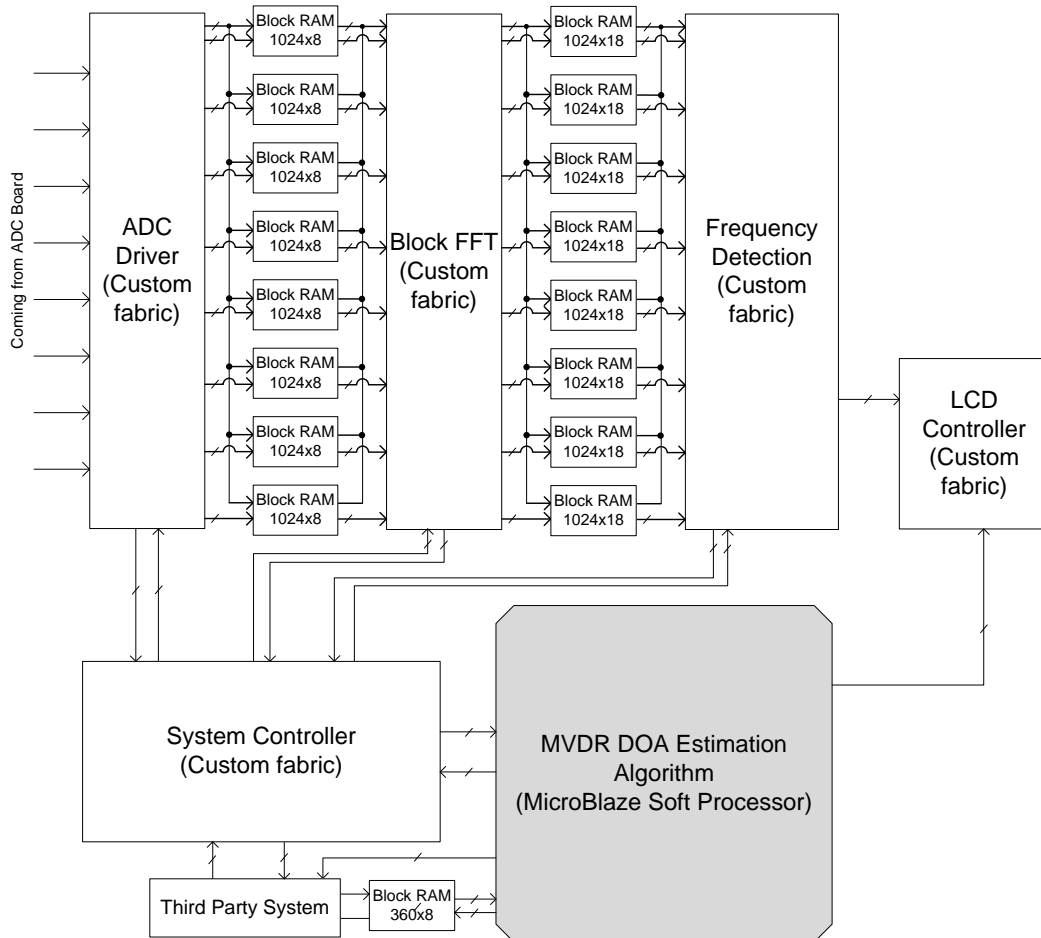 Coming from ADC Board
ADC
Driver
(Custom
fabric)
Block RAM
1024x8
Block RAM
1024x8
Block RAM
1024x8
Block RAM
1024x8
Block RAM
1024x8
Block RAM
1024x8
Block RAM
1024x8
Block RAM
1024x8
Block FFT
(Custom
fabric)
Block RAM
1024x18
Block RAM
1024x18
Block RAM
1024x18
Block RAM
1024x18
Block RAM
1024x18
Block RAM
1024x18
Block RAM
1024x18
Block RAM
1024x18
Frequency
Detection
(Custom
fabric)
LCD
Controller
(Custom
fabric)
System Controller
(Custom fabric)
MVDR DOA Estimation
Algorithm
(MicroBlaze Soft Processor)
Third Party System
Block RAM
360x8